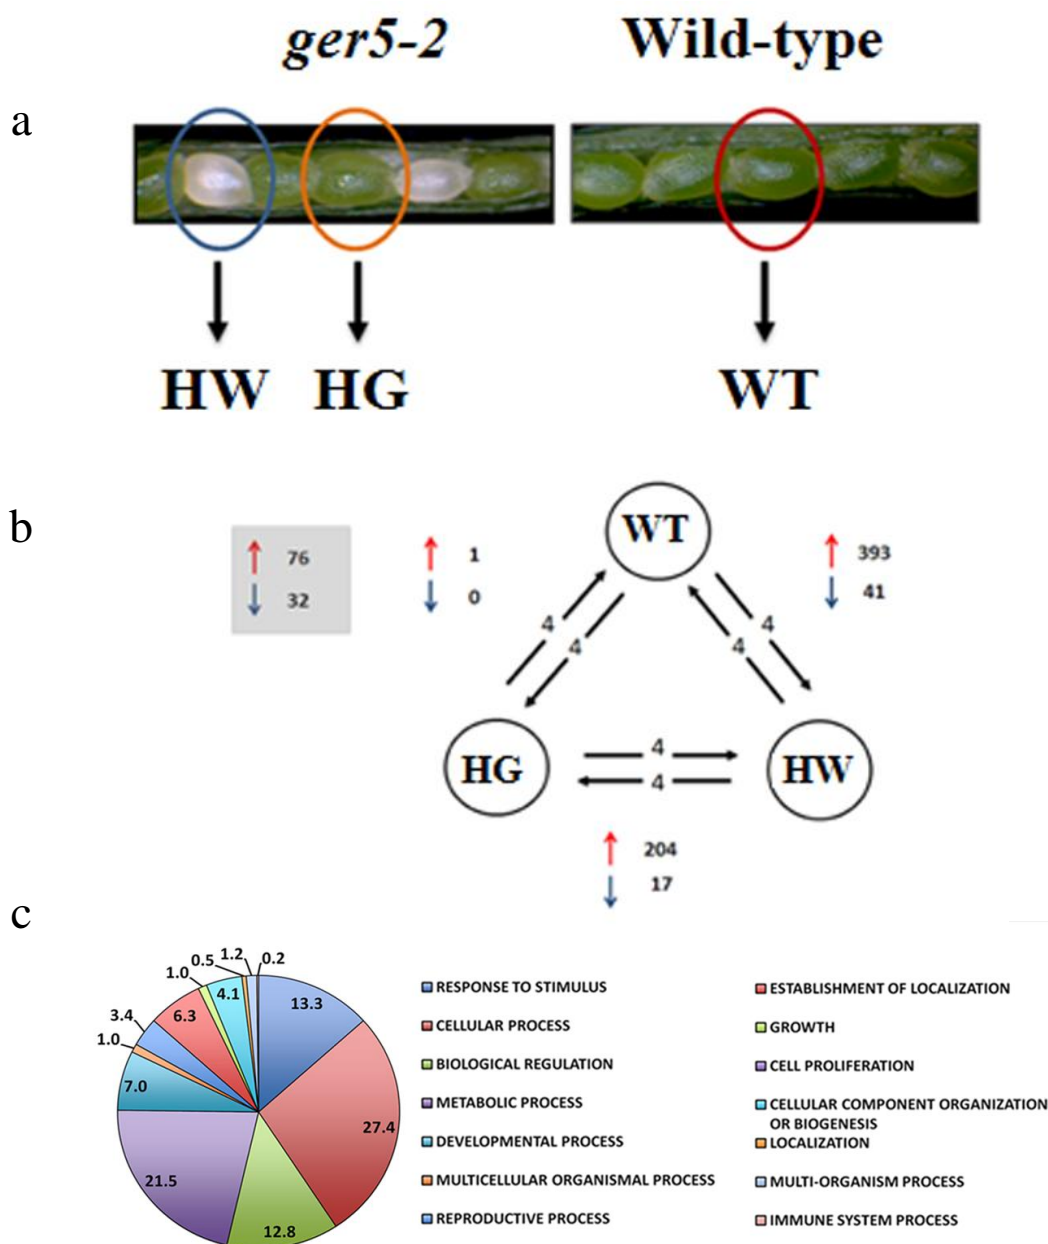 ger5-2 Wild-type
a
HW HG WT
b
WT
76 1 393
32 0 41
4 4
4 4
HG HW
4
4
204
17
c
1.2 0.2
0.5
1.0
4.1 13.3
6.3
3.4
1.0
7.0
27.4
21.5
12.8
RESPONSE TO STIMULUS
CELLULAR PROCESS
BIOLOGICAL REGULATION
METABOLIC PROCESS
DEVELOPMENTAL PROCESS
MULTICELLULAR ORGANISMAL PROCESS
REPRODUCTIVE PROCESS
ESTABLISHMENT OF LOCALIZATION
GROWTH
CELL PROLIFERATION
CELLULAR COMPONENT ORGANIZATION
OR BIOGENESIS
LOCALIZATION
MULTI-ORGANISM PROCESS
IMMUNE SYSTEM PROCESS